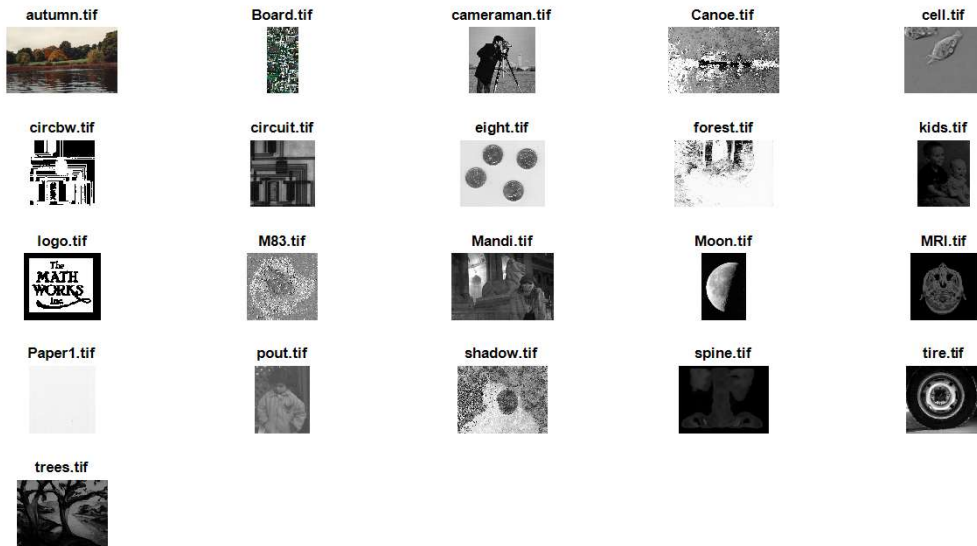 autumn.tif
Board.tif
cameraman.tif
Canoe.tif
cell.tif
circbw.tif
circuit.tif
eight.tif
forest.tif
kids.tif
logo.tif
M83.tif
Mandi.tif
Moon.tif
MRI.tif
The
MATH
WORKS
Inc.
Paper1.tif
pout.tif
shadow.tif
spine.tif
tire.tif
trees.tif